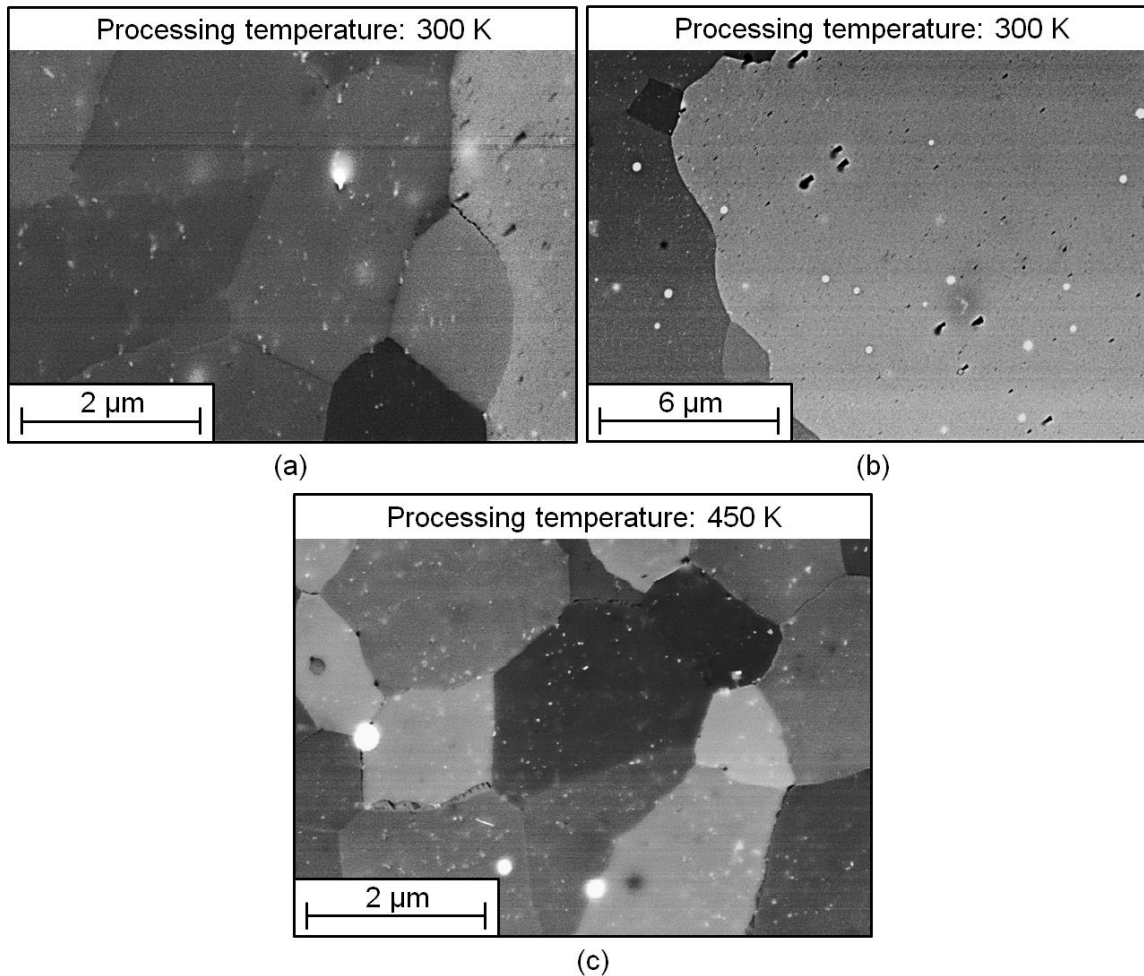 Processing temperature: 300 K
2 µm
(a)
Processing temperature: 300 K
6 µm
(b)
Processing temperature: 450 K
2 µm
(c)